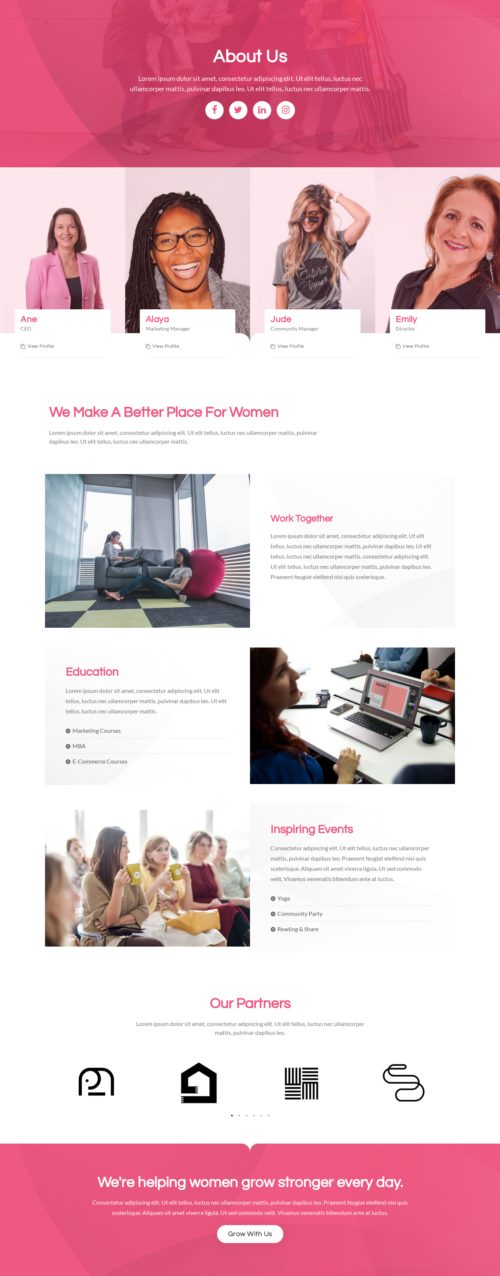 About Us
Lorem ipsum dolor sit amet, consectetur adipiscing elit. Ut elit tellus, luctus nec
ullamcorper mattis, pulvinar dapibus leo. Ut elit tellus, luctus nec ullamcorper mattis.
Ane
CEO
View Profile
Alaya
Marketing Manager
View Profile
Jude
Community Manager
View Profile
Emily
Director
View Profile
We Make A Better Place For Women
Lorem ipsum dolor sit amet, consectetur adipiscing elit. Ut elit tellus, luctus nec ullamcorper mattis, pulvinar
dapibus leo. Ut elit tellus, luctus nec ullamcorper mattis.
Work Together
Lorem ipsum dolor sit amet, consectetur adipiscing elit. Ut elit
tellus, luctus nec ullamcorper mattis, pulvinar dapibus leo. Ut elit
tellus, luctus nec ullamcorper mattis, pulvinar dapibus leo.
Praesent feugiat eleifend nisi quis scelerisque.
Education
Lorem ipsum dolor sit amet, consectetur adipiscing elit. Ut elit
tellus, luctus nec ullamcorper mattis, pulvinar dapibus leo. Ut elit
tellus, luctus nec ullamcorper mattis.
Marketing Courses
MBA
E-Commerce Courses
Inspiring Events
Consectetur adipiscing elit. Ut elit tellus, luctus nec ullamcorper
mattis, pulvinar dapibus leo. Praesent feugiat eleifend nisi quis
scelerisque. Aliquam sit amet viverra ligula. Ut sed commodo
velit. Vivamus venenatis bibendum ante at luctus.
Yoga
Community Party
Reading & Share
Our Partners
Lorem ipsum dolor sit amet, consectetur adipiscing elit. Ut elit tellus, luctus nec ullamcorper mattis, pulvinar
dapibus leo.
We're helping women grow stronger every day.
Consectetur adipiscing elit. Ut elit tellus, luctus nec ullamcorper mattis, pulvinar dapibus leo. Praesent feugiat eleifend nisi quis
scelerisque. Aliquam sit amet viverra ligula. Ut sed commodo velit. Vivamus venenatis bibendum ante at luctus.
Grow With Us